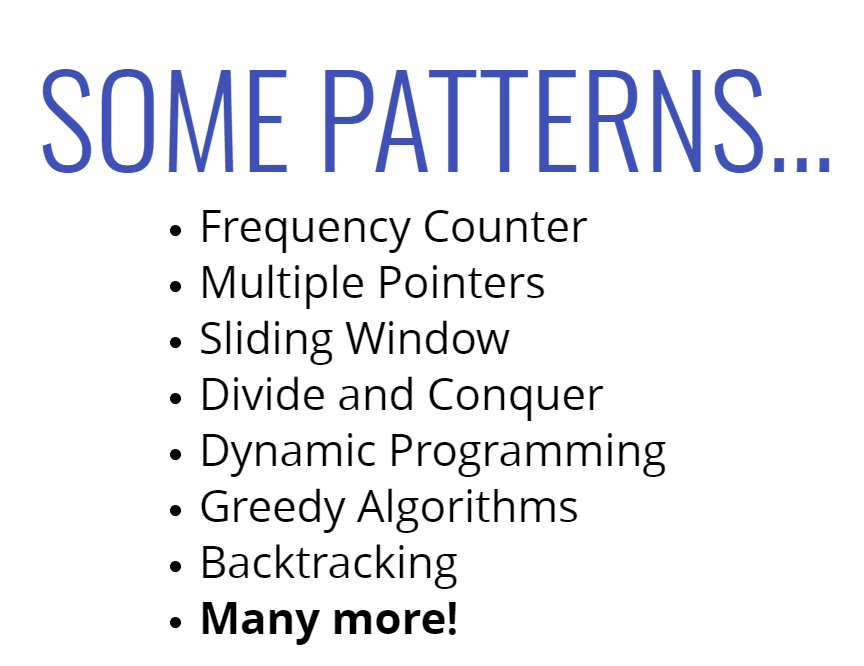 SOME PATTERNS...
• Frequency Counter
• Multiple Pointers
• Sliding Window
• Divide and Conquer
• Dynamic Programming
• Greedy Algorithms
• Backtracking
• Many more!